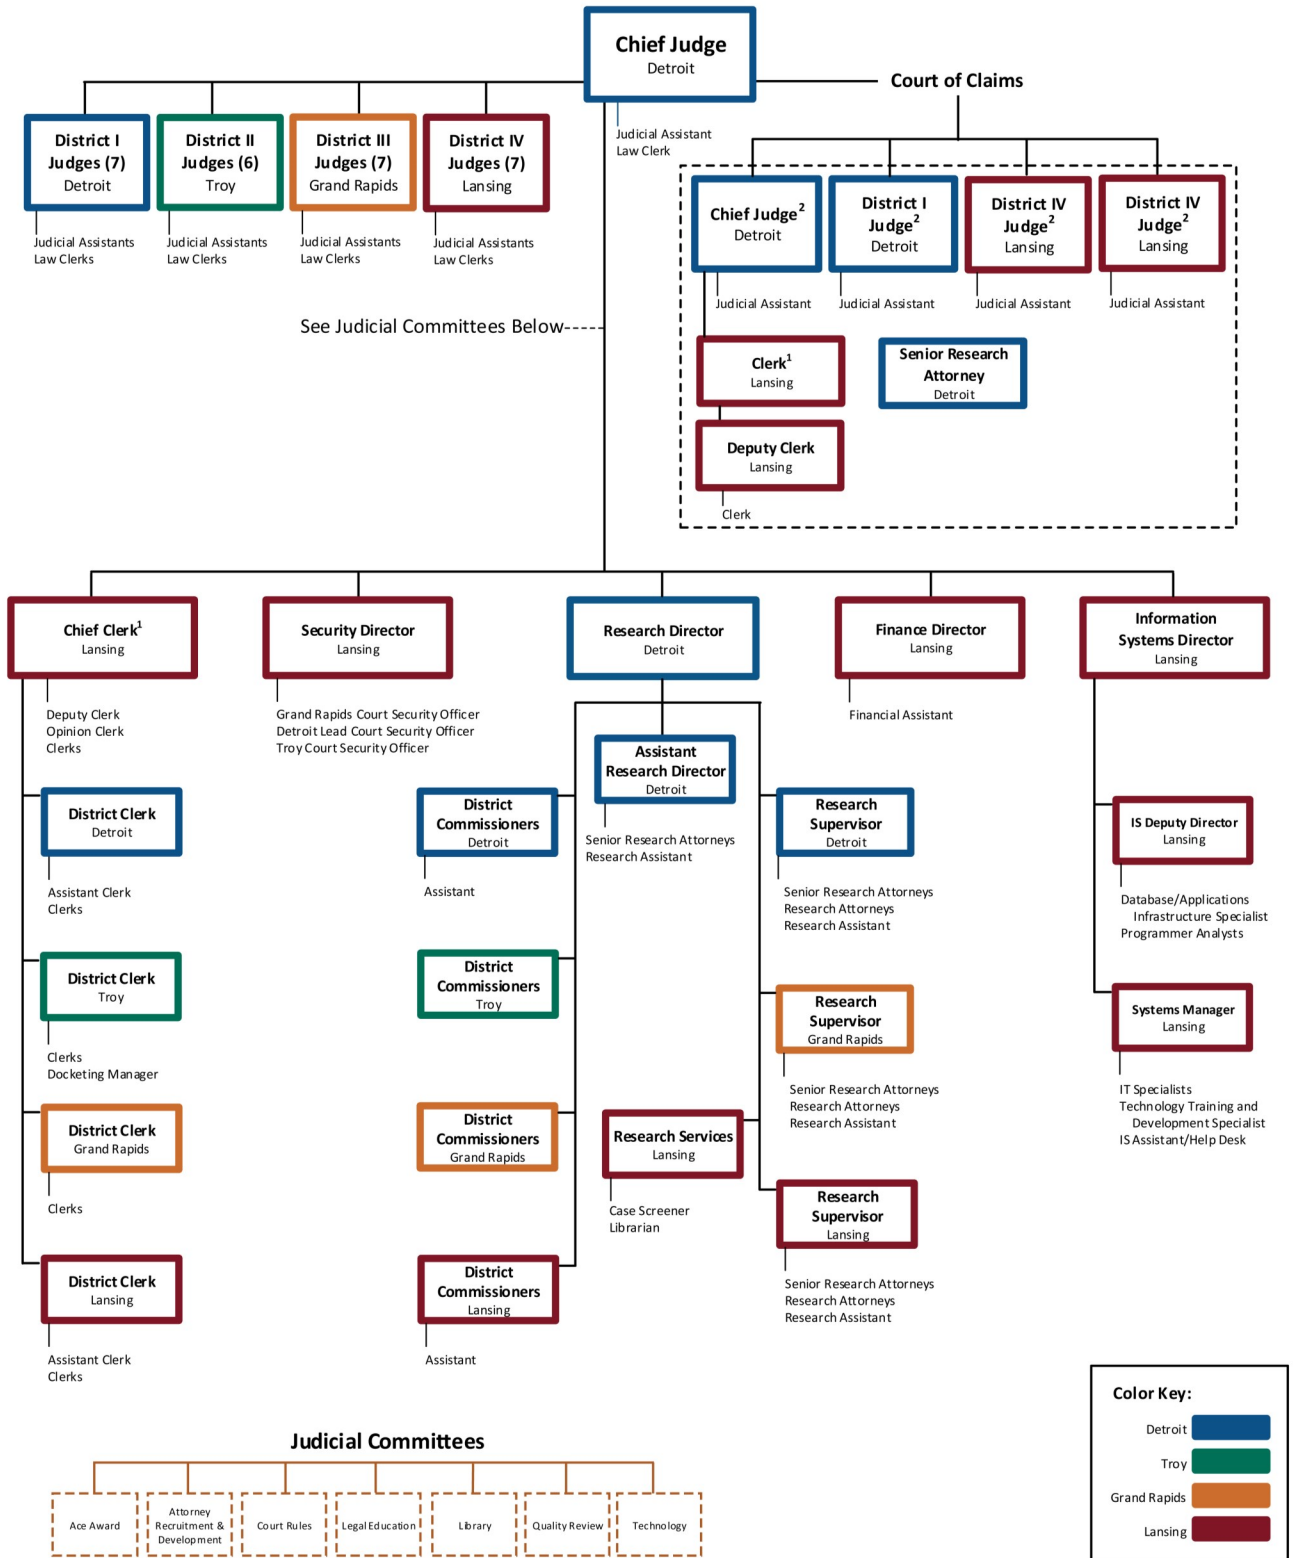 Chief Judge
Detroit
Court of Claims
Judicial Assistant
Law Clerk
District I
Judges (7)
Detroit
Judicial Assistants
Law Clerks
District II
Judges (6)
Troy
Judicial Assistants
Law Clerks
District III
Judges (7)
Grand Rapids
Judicial Assistants
Law Clerks
District IV
Judges (7)
Lansing
Judicial Assistants
Law Clerks
Chief Judge²
Detroit
Judicial Assistant
District I
Judge²
Detroit
Judicial Assistant
District IV
Judge²
Lansing
Judicial Assistant
District IV
Judge²
Lansing
Judicial Assistant
See Judicial Committees Below
Clerk¹
Lansing
Senior Research
Attorney
Detroit
Deputy Clerk
Lansing
Clerk
Chief Clerk¹
Lansing
Deputy Clerk
Opinion Clerk
Clerks
District Clerk
Detroit
Assistant Clerk
Clerks
District Clerk
Troy
Clerks
Docketing Manager
District Clerk
Grand Rapids
Clerks
District Clerk
Lansing
Assistant Clerk
Clerks
Security Director
Lansing
Grand Rapids Court Security Officer
Detroit Lead Court Security Officer
Troy Court Security Officer
Research Director
Detroit
Assistant
Research Director
Detroit
Senior Research Attorneys
Research Assistant
District
Commissioners
Detroit
Assistant
District
Commissioners
Troy
District
Commissioners
Grand Rapids
District
Commissioners
Lansing
Assistant
Research
Supervisor
Detroit
Senior Research Attorneys
Research Attorneys
Research Assistant
Research
Supervisor
Grand Rapids
Senior Research Attorneys
Research Attorneys
Research Assistant
Research Services
Lansing
Case Screener
Librarian
Research
Supervisor
Lansing
Senior Research Attorneys
Research Attorneys
Research Assistant
Finance Director
Lansing
Financial Assistant
Information
Systems Director
Lansing
IS Deputy Director
Lansing
Database/Applications
Infrastructure Specialist
Programmer Analysts
Systems Manager
Lansing
IT Specialists
Technology Training and
Development Specialist
IS Assistant/Help Desk
Judicial Committees
Ace Award
Attorney
Recruitment &
Development
Court Rules
Legal Education
Library
Quality Review
Technology
Color Key:
Detroit
Troy
Grand Rapids
Lansing